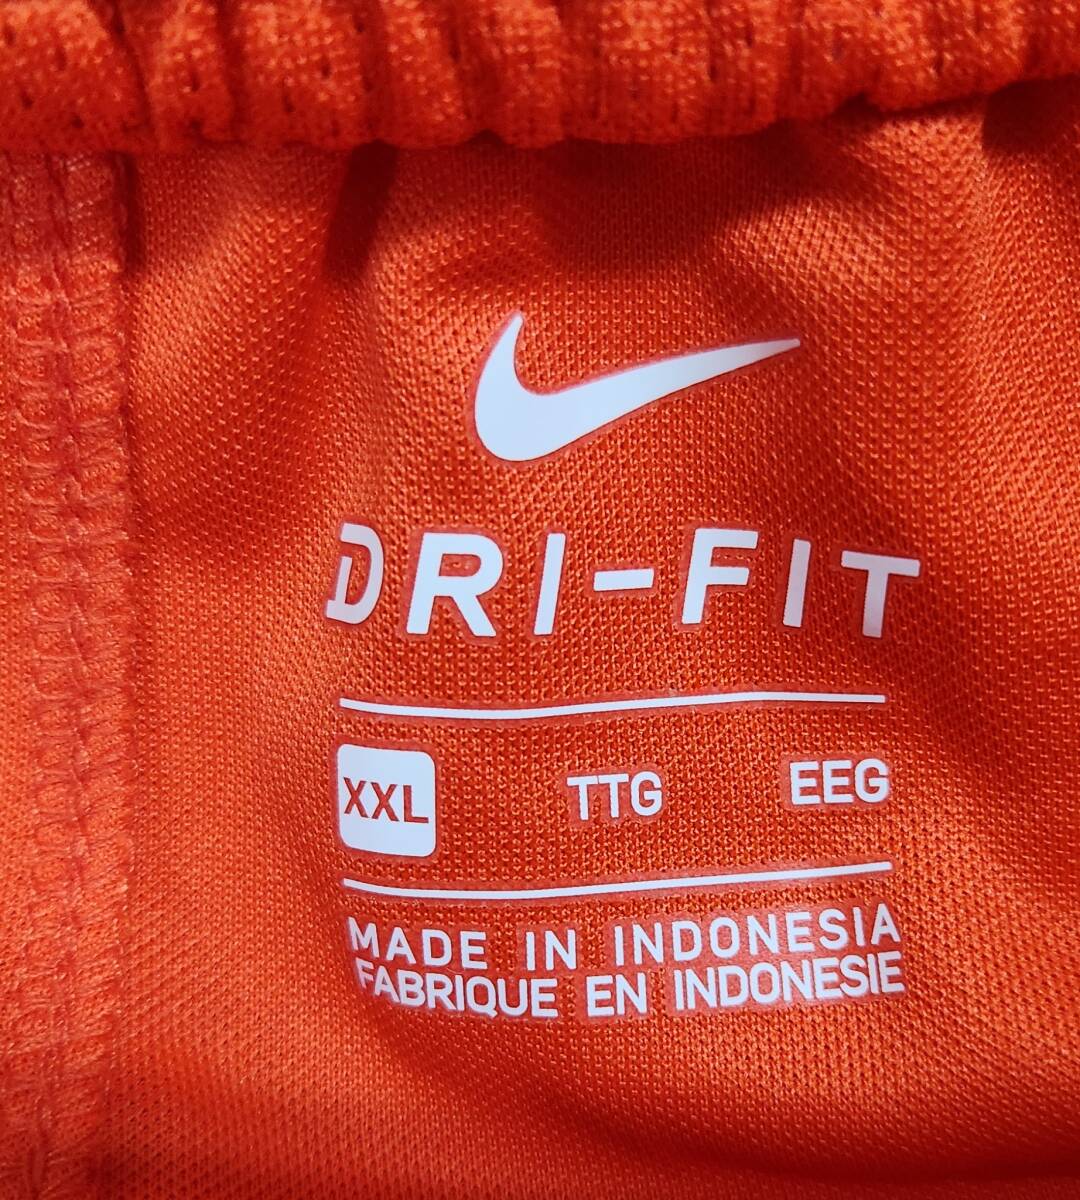 DRI-FIT
XXL TTG EEG
MADE IN INDONESIA
FABRIQUE EN INDONESIE